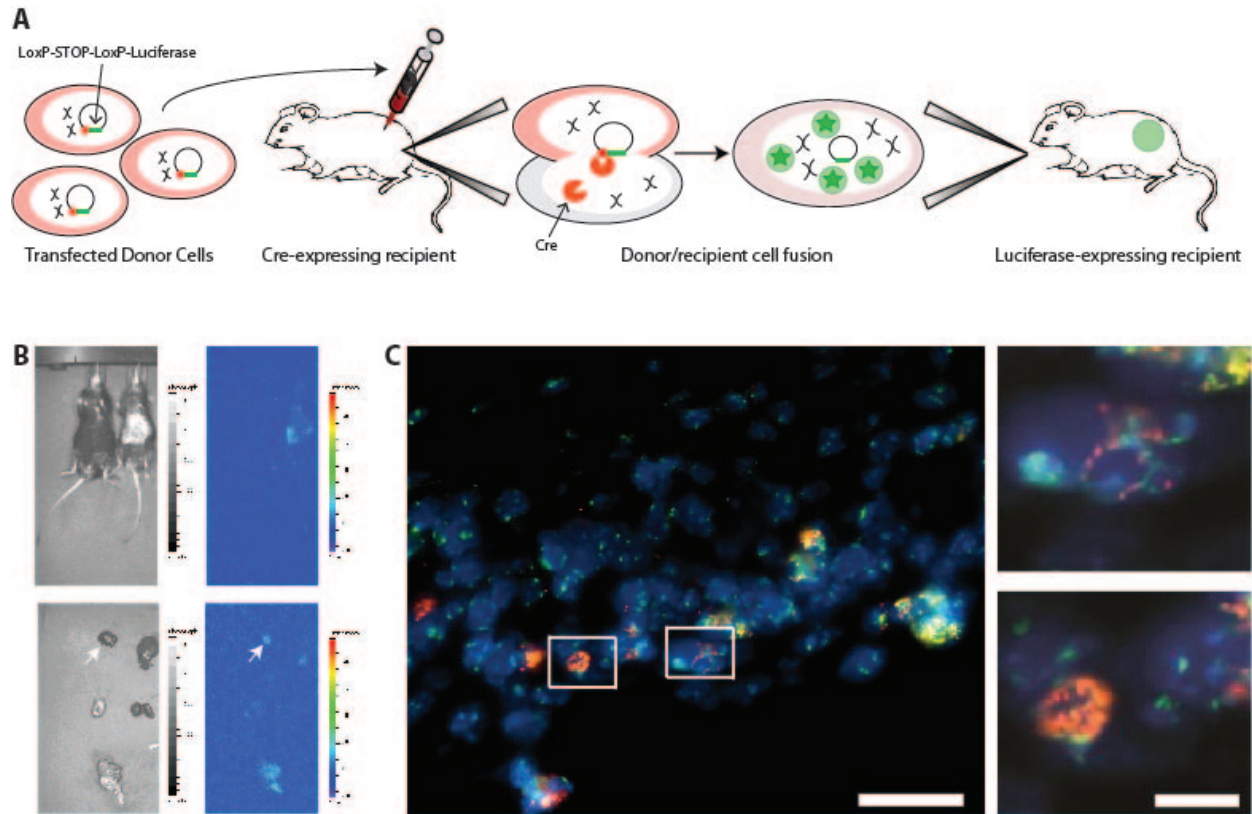 A
LoxP-STOP-LoxP-Luciferase
Cre
Transfected Donor Cells
Cre-expressing recipient
Donor/recipient cell fusion
Luciferase-expressing recipient
B
C